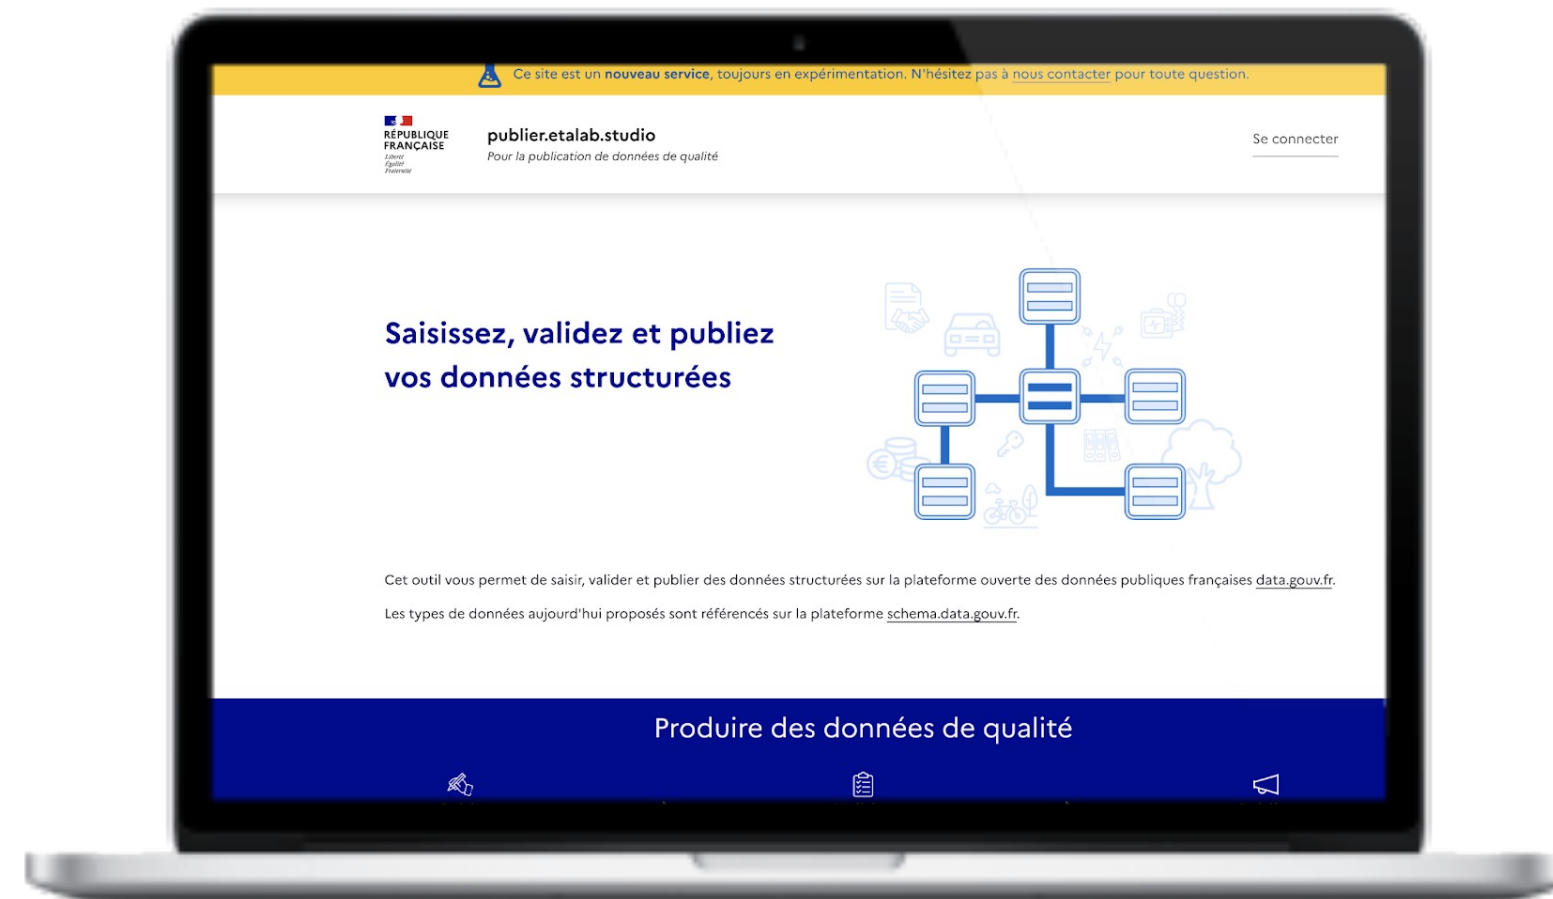 Ce site est un nouveau service, toujours en expérimentation. N'hésitez pas à nous contacter pour toute question.
RÉPUBLIQUE
FRANÇAISE
Liberté
Égalité
Fraternité
publier.etalab.studio
Pour la publication de données de qualité
Se connecter
Saisissez, validez et publiez
vos données structurées
Cet outil vous permet de saisir, valider et publier des données structurées sur la plateforme ouverte des données publiques françaises data.gouv.fr.
Les types de données aujourd'hui proposés sont référencés sur la plateforme schema.data.gouv.fr.
Produire des données de qualité